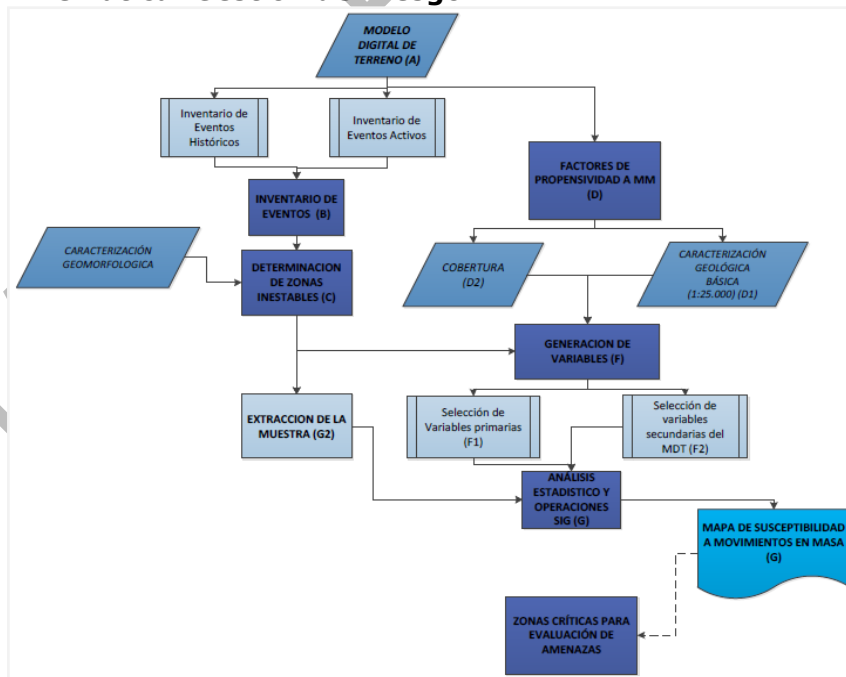 MODELO
DIGITAL DE
TERRENO (A)
Inventario de
Eventos
Históricos
Inventario de
Eventos Activos
FACTORES DE
PROPENSIVIDAD A MM
(D)
INVENTARIO DE
EVENTOS (B)
CARACTERIZACIÓN
GEOMORFOLOGICA
DETERMINACION
DE ZONAS
INESTABLES (C)
COBERTURA
(D2)
CARACTERIZACIÓN
GEOLÓGICA
BÁSICA
(1:25.000) (D1)
GENERACION DE
VARIABLES (F)
EXTRACCION DE LA
MUESTRA (G2)
Selección de
Variables primarias
(F1)
Selección de
variables
secundarias del
MDT (F2)
ANÁLISIS
ESTADISTICO Y
OPERACIONES
SIG (G)
MAPA DE SUSCEPTIBILIDAD
A MOVIMIENTOS EN MASA
(G)
ZONAS CRÍTICAS PARA
EVALUACIÓN DE
AMENAZAS